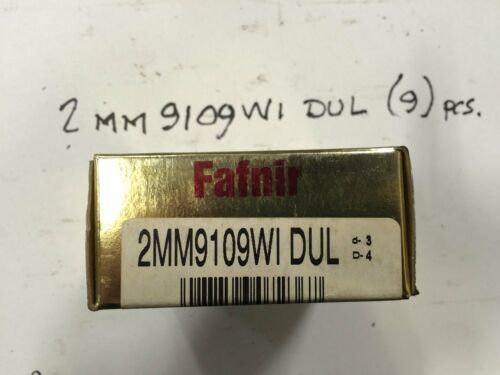 2 MM 9109 WI DUL (9) pcs.
Fafnir
2MM9109WI DUL
d- 3
D- 4